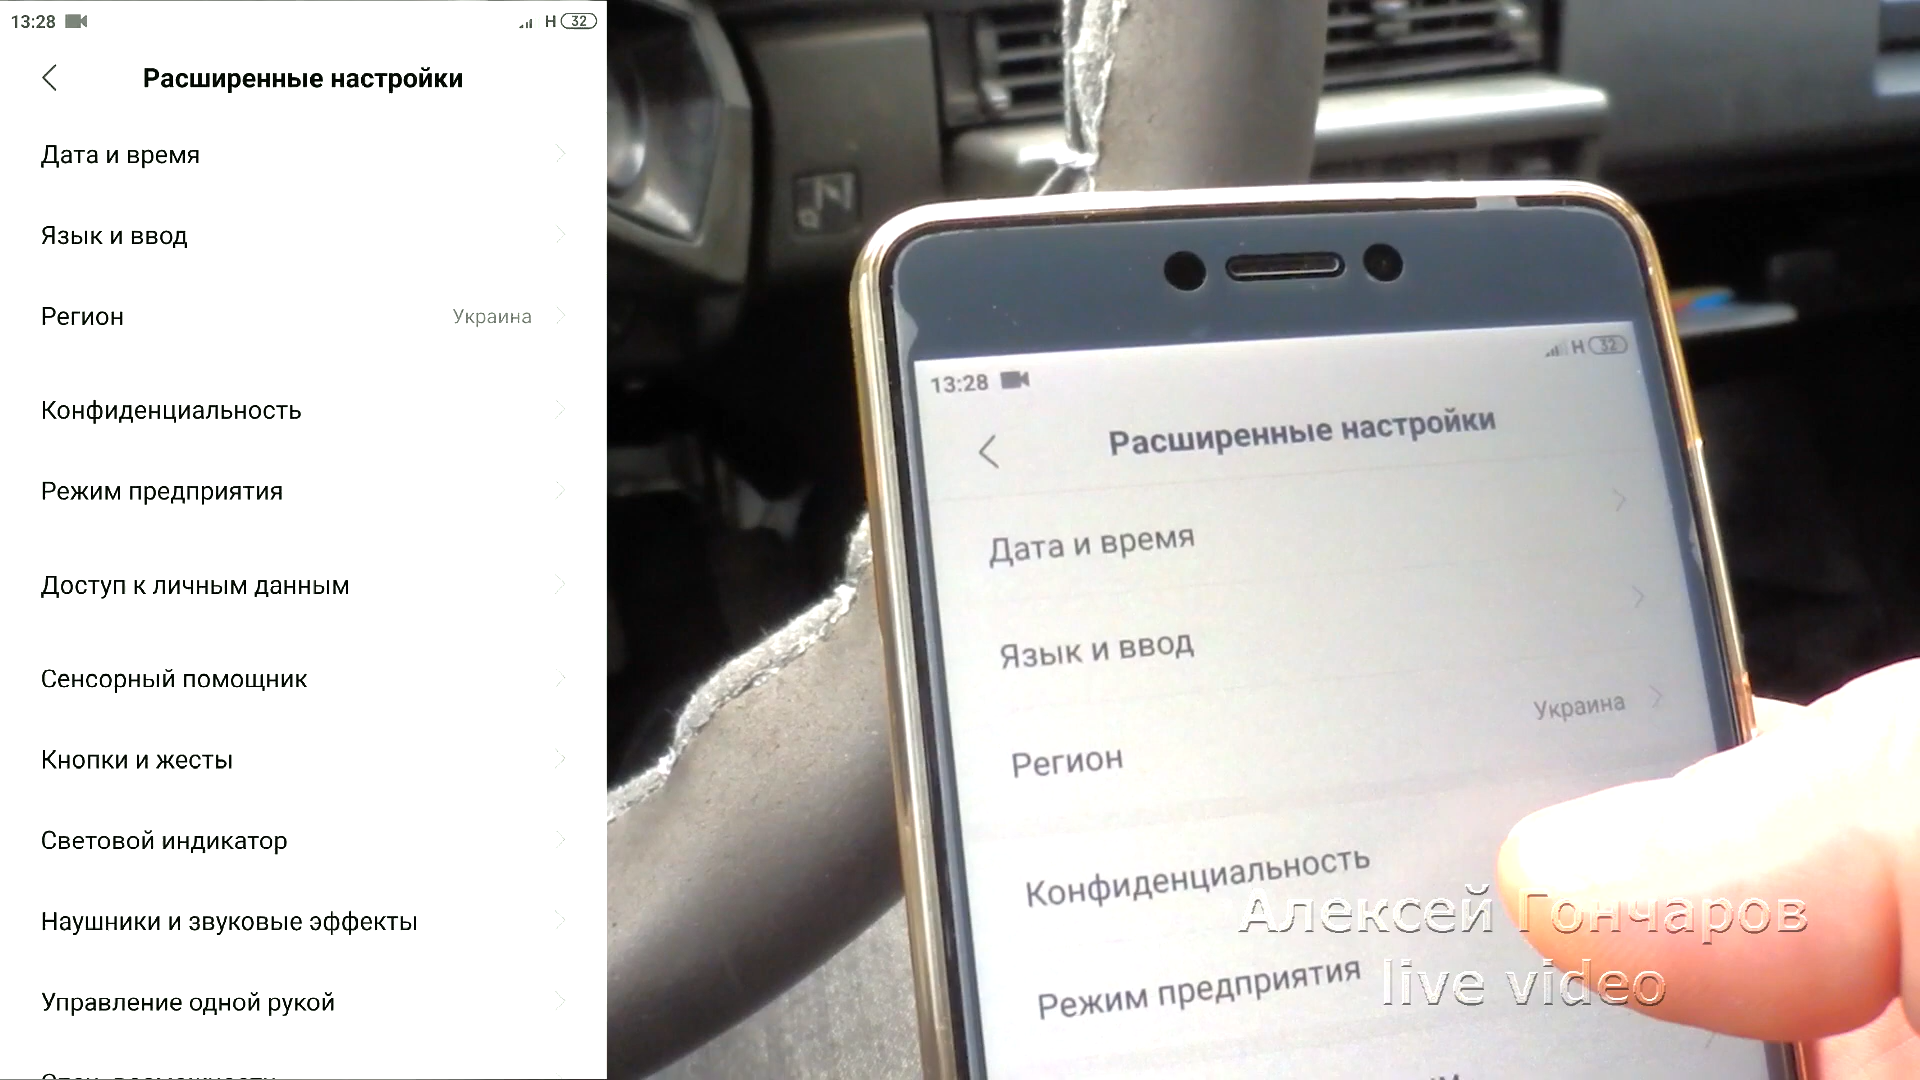 13:28
H 32
Расширенные настройки
Дата и время
Язык и ввод
Регион Украина
Конфиденциальность
Режим предприятия
Доступ к личным данным
Сенсорный помощник
Кнопки и жесты
Световой индикатор
Наушники и звуковые эффекты
Управление одной рукой
13:28
H 32
Расширенные настройки
Дата и время
Язык и ввод
Регион Украина
Конфиденциальность
Режим предприятия
Алексей Гончаров
live video